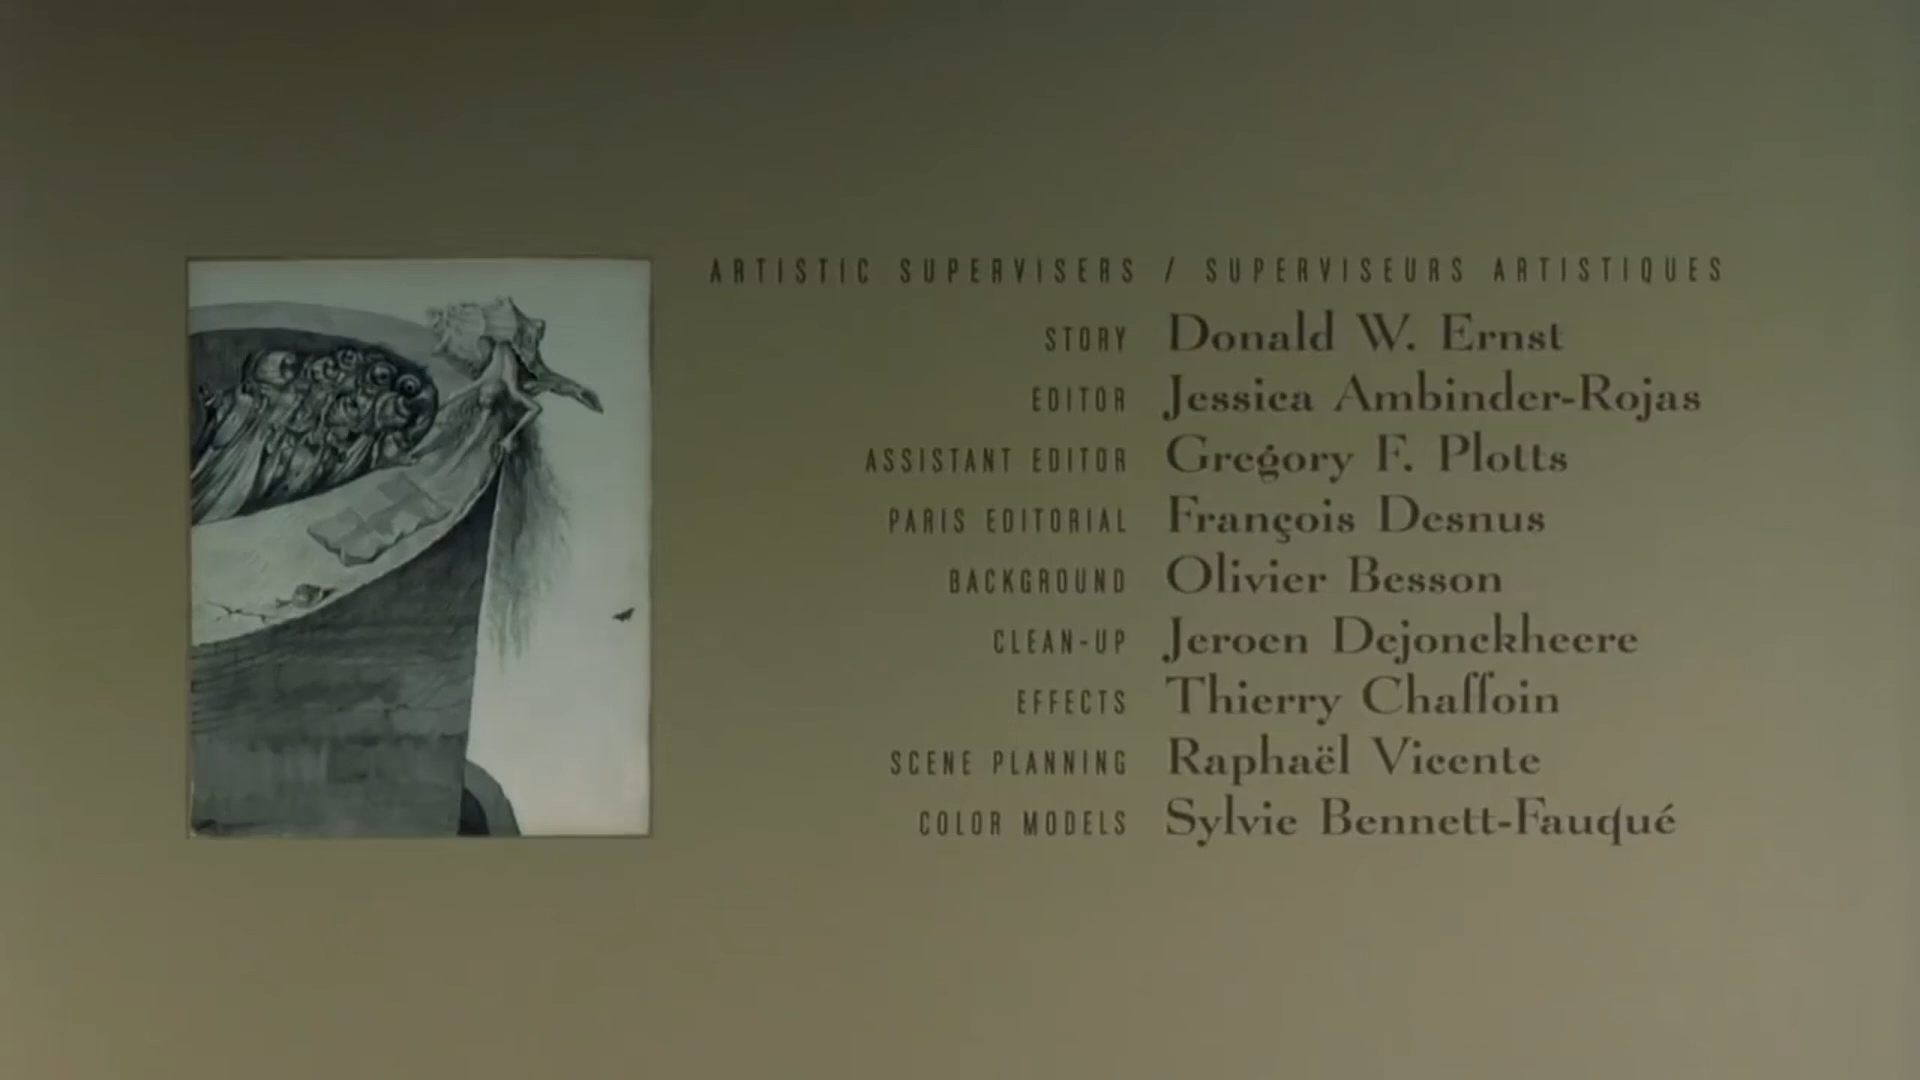 ARTISTIC SUPERVISERS / SUPERVISEURS ARTISTIQUES
STORY Donald W. Ernst
EDITOR Jessica Ambinder-Rojas
ASSISTANT EDITOR Gregory F. Plotts
PARIS EDITORIAL François Desnus
BACKGROUND Olivier Besson
CLEAN-UP Jeroen Dejonckheere
EFFECTS Thierry Chaffoin
SCENE PLANNING Raphaël Vicente
COLOR MODELS Sylvie Bennett-Fauqué